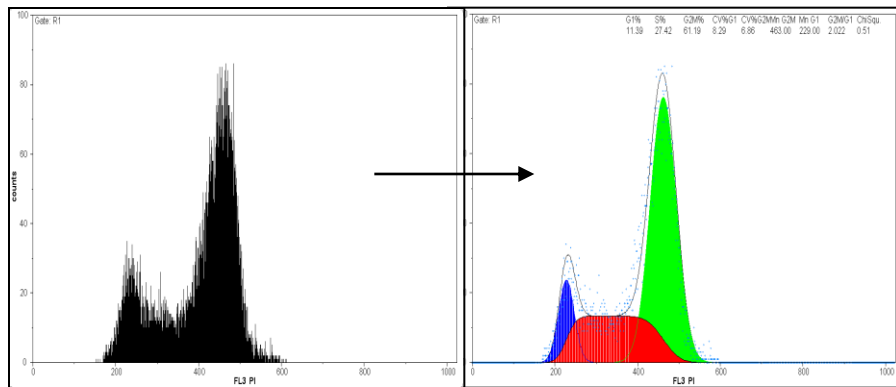 Gate: R1
100
80
60
40
20
0
counts
0 200 400 600 800 1000
FL3 PI
Gate: R1
G1% S% G2M% CV%G1 CV%G2MMn G2M Mn G1 G2M/G1 ChiSqu.
11.39 27.42 61.19 8.29 6.86 463.00 229.00 2.022 0.51
0 200 400 600 800 1000
FL3 PI